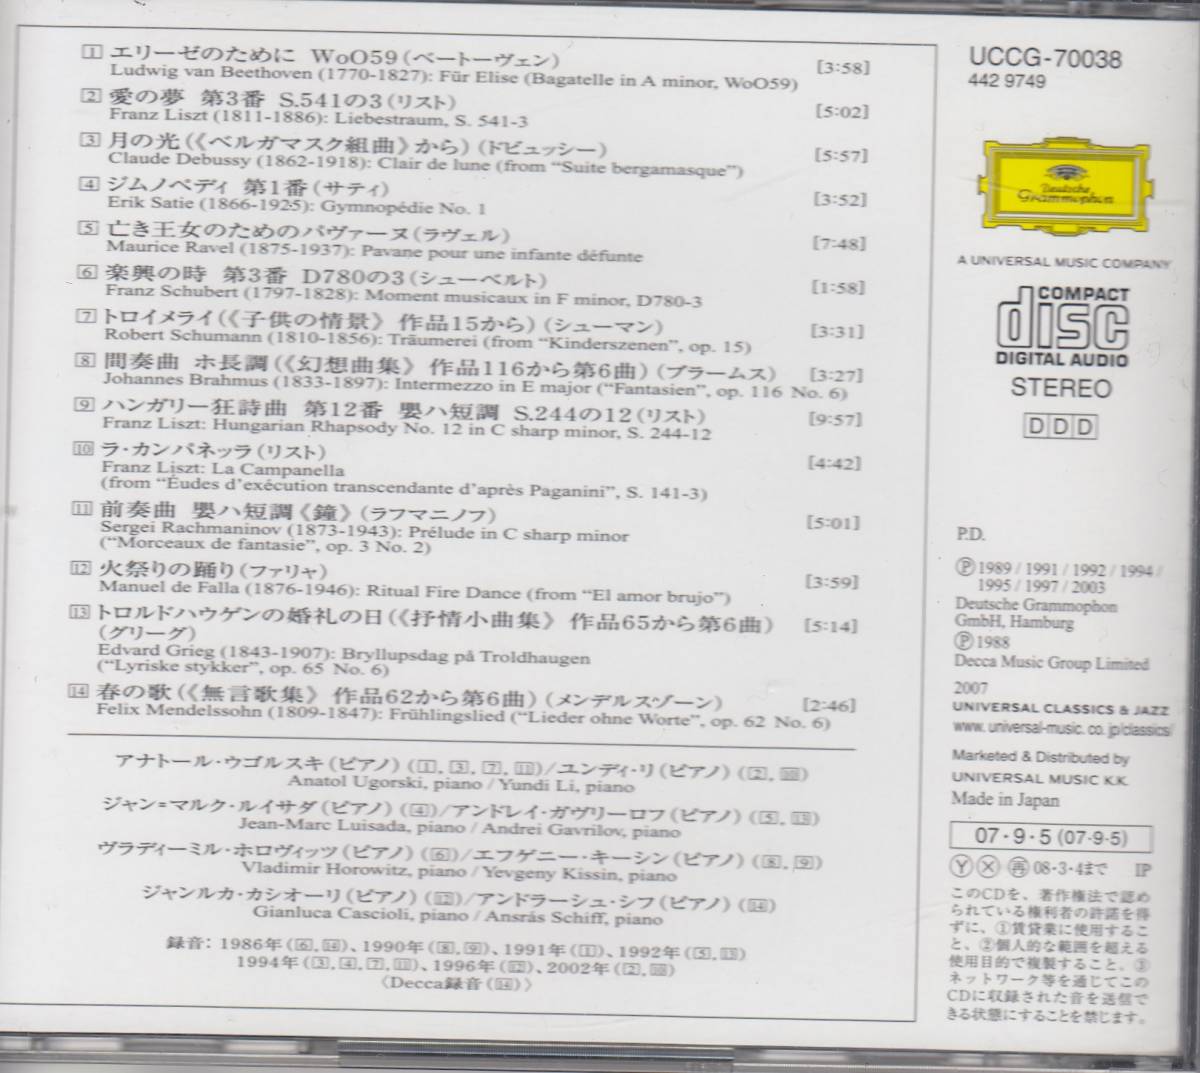 1 エリーゼのために WoO59（ベートーヴェン） [3:58]
Ludwig van Beethoven (1770-1827): Für Elise (Bagatelle in A minor, WoO59)
2 愛の夢 第3番 S.541の3（リスト） [5:02]
Franz Liszt (1811-1886): Liebestraum, S. 541-3
3 月の光（《ベルガマスク組曲》から）（ドビュッシー） [5:57]
Claude Debussy (1862-1918): Clair de lune (from “Suite bergamasque”)
4 ジムノペディ 第1番（サティ） [3:52]
Erik Satie (1866-1925): Gymnopédie No. 1
5 亡き王女のためのパヴァーヌ（ラヴェル） [7:48]
Maurice Ravel (1875-1937): Pavane pour une infante défunte
6 楽興の時 第3番 D780の3（シューベルト） [1:58]
Franz Schubert (1797-1828): Moment musicaux in F minor, D780-3
7 トロイメライ（《子供の情景》 作品15から）（シューマン） [3:31]
Robert Schumann (1810-1856): Träumerei (from “Kinderszenen”, op. 15)
8 間奏曲 ホ長調（《幻想曲集》 作品116から第6曲）（ブラームス） [3:27]
Johannes Brahmus (1833-1897): Intermezzo in E major (“Fantasien”, op. 116 No. 6)
9 ハンガリー狂詩曲 第12番 嬰ハ短調 S.244の12（リスト） [9:57]
Franz Liszt: Hungarian Rhapsody No. 12 in C sharp minor, S. 244-12
10 ラ・カンパネッラ（リスト） [4:42]
Franz Liszt: La Campanella
(from “Éudes d’exécution transcendante d’après Paganini”, S. 141-3)
11 前奏曲 嬰ハ短調《鐘》（ラフマニノフ） [5:01]
Sergei Rachmaninov (1873-1943): Prélude in C sharp minor
(“Morceaux de fantasie”, op. 3 No. 2)
12 火祭りの踊り（ファリャ） [3:59]
Manuel de Falla (1876-1946): Ritual Fire Dance (from “El amor brujo”)
13 トロルドハウゲンの婚礼の日（《抒情小曲集》 作品65から第6曲） [5:14]
（グリーグ）
Edvard Grieg (1843-1907): Bryllupsdag på Troldhaugen
(“Lyriske stykker”, op. 65 No. 6)
14 春の歌（《無言歌集》 作品62から第6曲）（メンデルスゾーン） [2:46]
Felix Mendelssohn (1809-1847): Frühlingslied (“Lieder ohne Worte”, op. 62 No. 6)
アナトール・ウゴルスキ（ピアノ）（1, 3, 7, 11）/ユンディ・リ（ピアノ）（2, 10）
Anatol Ugorski, piano / Yundi Li, piano
ジャン=マルク・ルイサダ（ピアノ）（4）/アンドレイ・ガヴリーロフ（ピアノ）（5, 13）
Jean-Marc Luisada, piano / Andrei Gavrilov, piano
ヴラディーミル・ホロヴィッツ（ピアノ）（6）/エフゲニー・キーシン（ピアノ）（8, 9）
Vladimir Horowitz, piano / Yevgeny Kissin, piano
ジャンルカ・カシオーリ（ピアノ）（12）/アンドラーシュ・シフ（ピアノ）（14）
Gianluca Cascioli, piano / Ansrás Schiff, piano
録音：1986年（6, 14）、1990年（8, 9）、1991年（1）、1992年（5, 13）
1994年（3, 4, 7, 11）、1996年（12）、2002年（2, 10）
〈Decca録音（14）〉
UCCG-70038
442 9749
Deutsche
Grammophon
A UNIVERSAL MUSIC COMPANY
COMPACT
disc
DIGITAL AUDIO
STEREO
DDD
P.D.
Ⓟ1989 / 1991 / 1992 / 1994 /
1995 / 1997 / 2003
Deutsche Grammophon
GmbH, Hamburg
Ⓟ1988
Decca Music Group Limited
2007
UNIVERSAL CLASSICS & JAZZ
www. universal-music. co. jp/classics/
Marketed & Distributed by
UNIVERSAL MUSIC K.K.
Made in Japan
07・9・5 (07・9・5)
Ⓨ Ⓧ 再 08・3・4まで IP
このCDを、著作権法で認め
られている権利者の許諾を得
ずに、①賃貸業に使用するこ
と、②個人的な範囲を超える
使用目的で複製すること、③
ネットワーク等を通じてこの
CDに収録された音を送信で
きる状態にすることを禁じます。